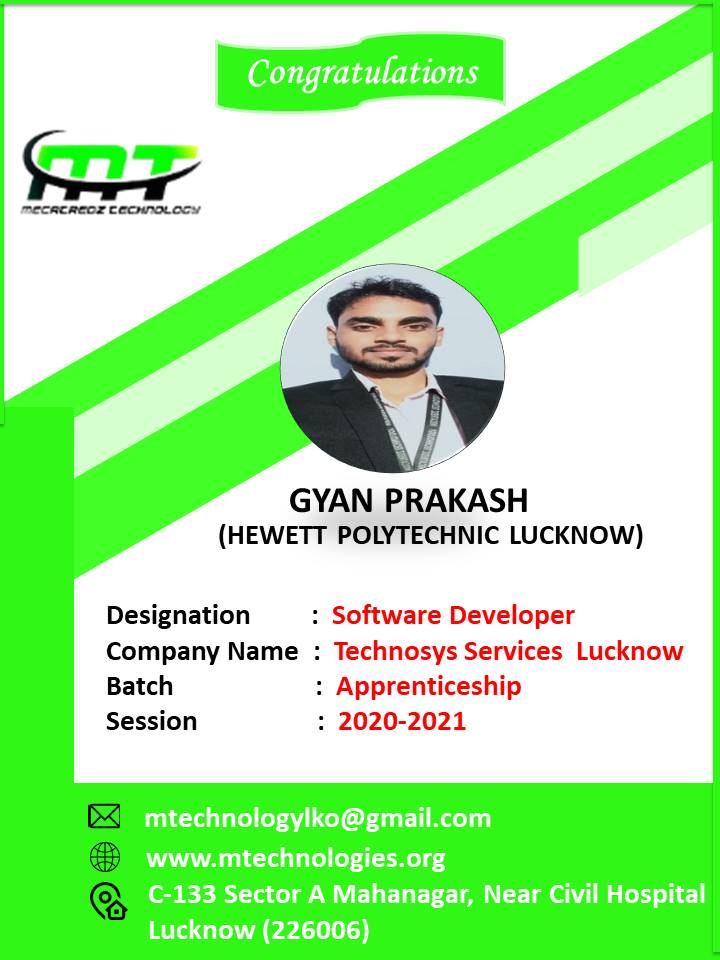 Congratulations
MT
MECATREDZ TECHNOLOGY
GYAN PRAKASH
(HEWETT POLYTECHNIC LUCKNOW)
Designation : Software Developer
Company Name : Technosys Services Lucknow
Batch : Apprenticeship
Session : 2020-2021
mtechnologylko@gmail.com
www.mtechnologies.org
C-133 Sector A Mahanagar, Near Civil Hospital
Lucknow (226006)